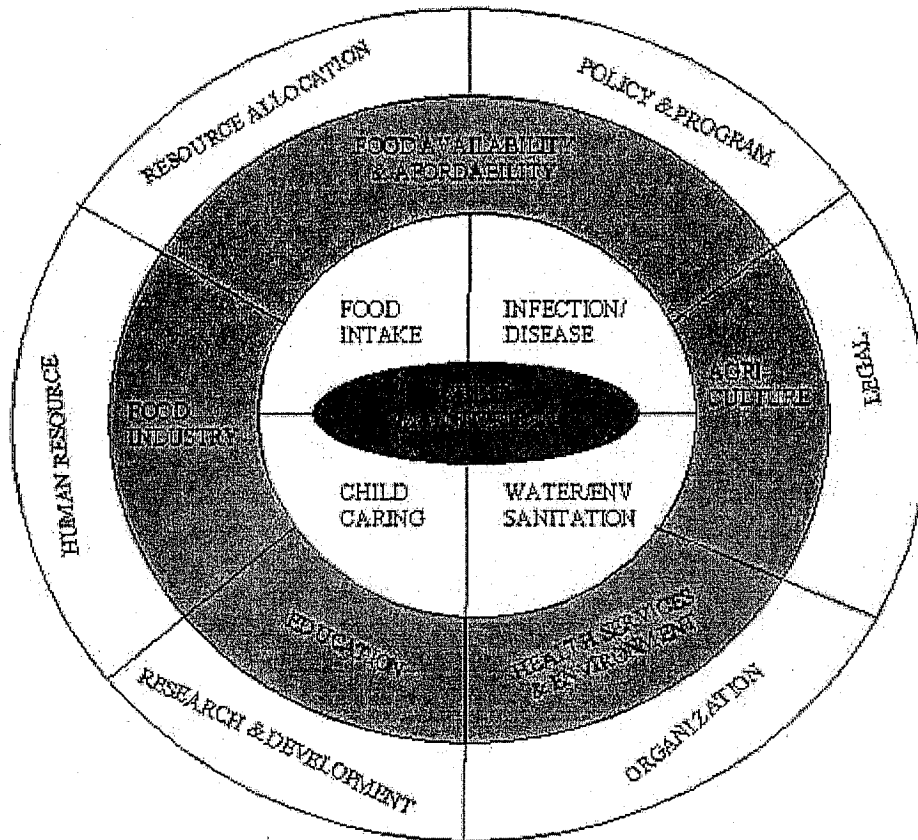 RESOURCE ALLOCATION
POLICY & PROGRAM
FOOD AVAILABILITY
& AFORDABILITY
FOOD
INTAKE
INFECTION/
DISEASE
LEGAL
HUMAN RESOURCE
FOOD
INDUSTRY
AGRI
CULTURE
CHILD
CARING
WATER/ENV
SANITATION
EDUCATION
HEALTH SERVICES
& ENVIRONMENT
RESEARCH & DEVELOPMENT
ORGANIZATION